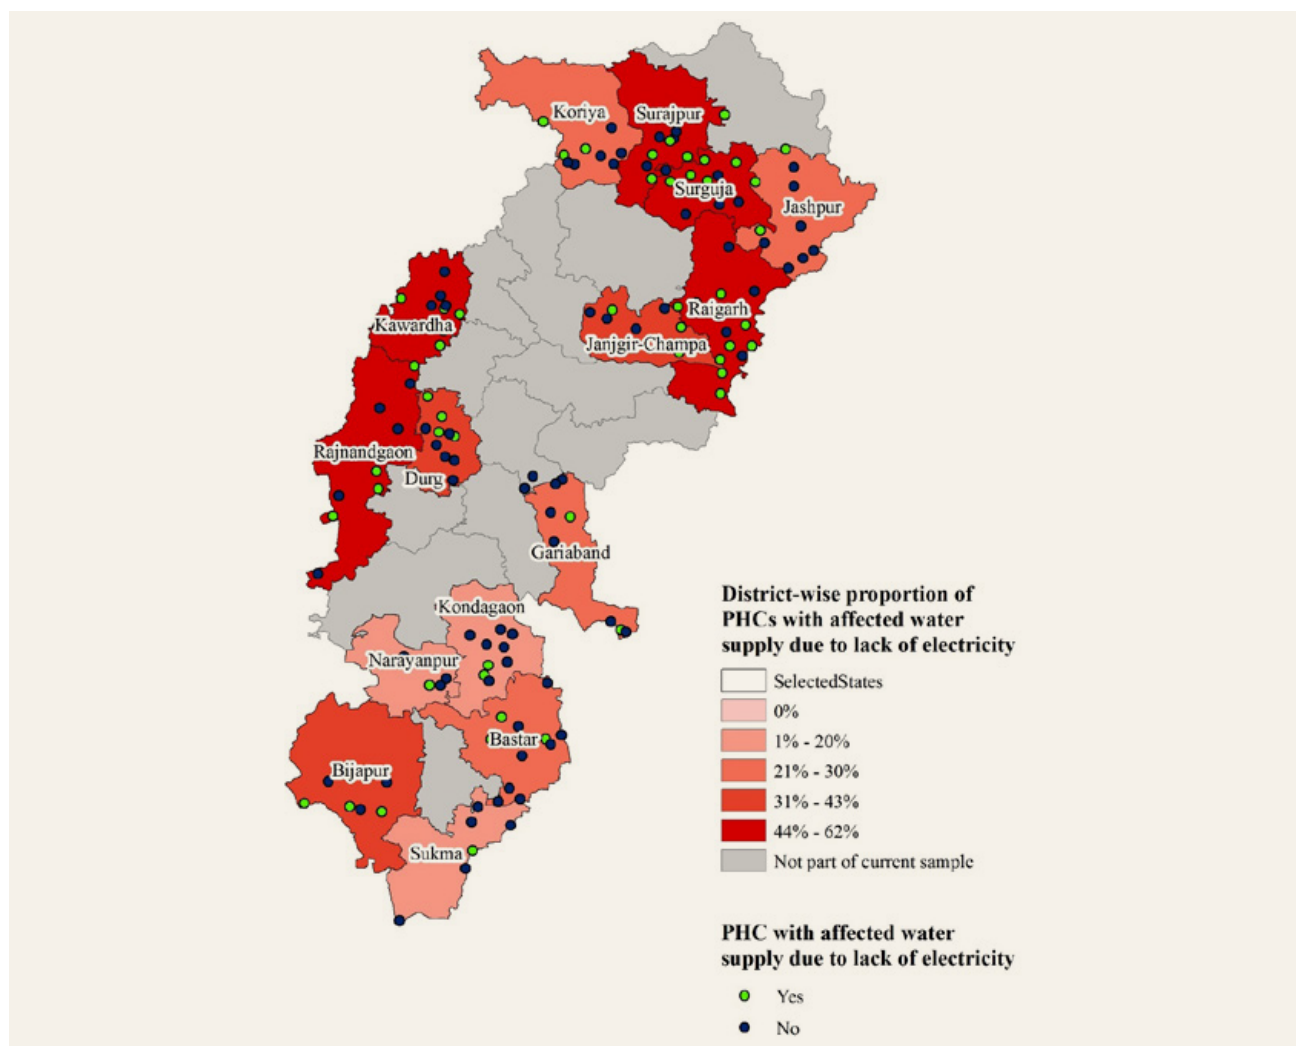 Koriya
Surajpur
Surguja
Jashpur
Raigarh
Kawardha
Janjgir-Champa
Rajnandgaon
Durg
Gariaband
Kondagaon
Narayanpur
Bastar
Bijapur
Sukma
District-wise proportion of
PHCs with affected water
supply due to lack of electricity
SelectedStates
0%
1% - 20%
21% - 30%
31% - 43%
44% - 62%
Not part of current sample
PHC with affected water
supply due to lack of electricity
Yes
No